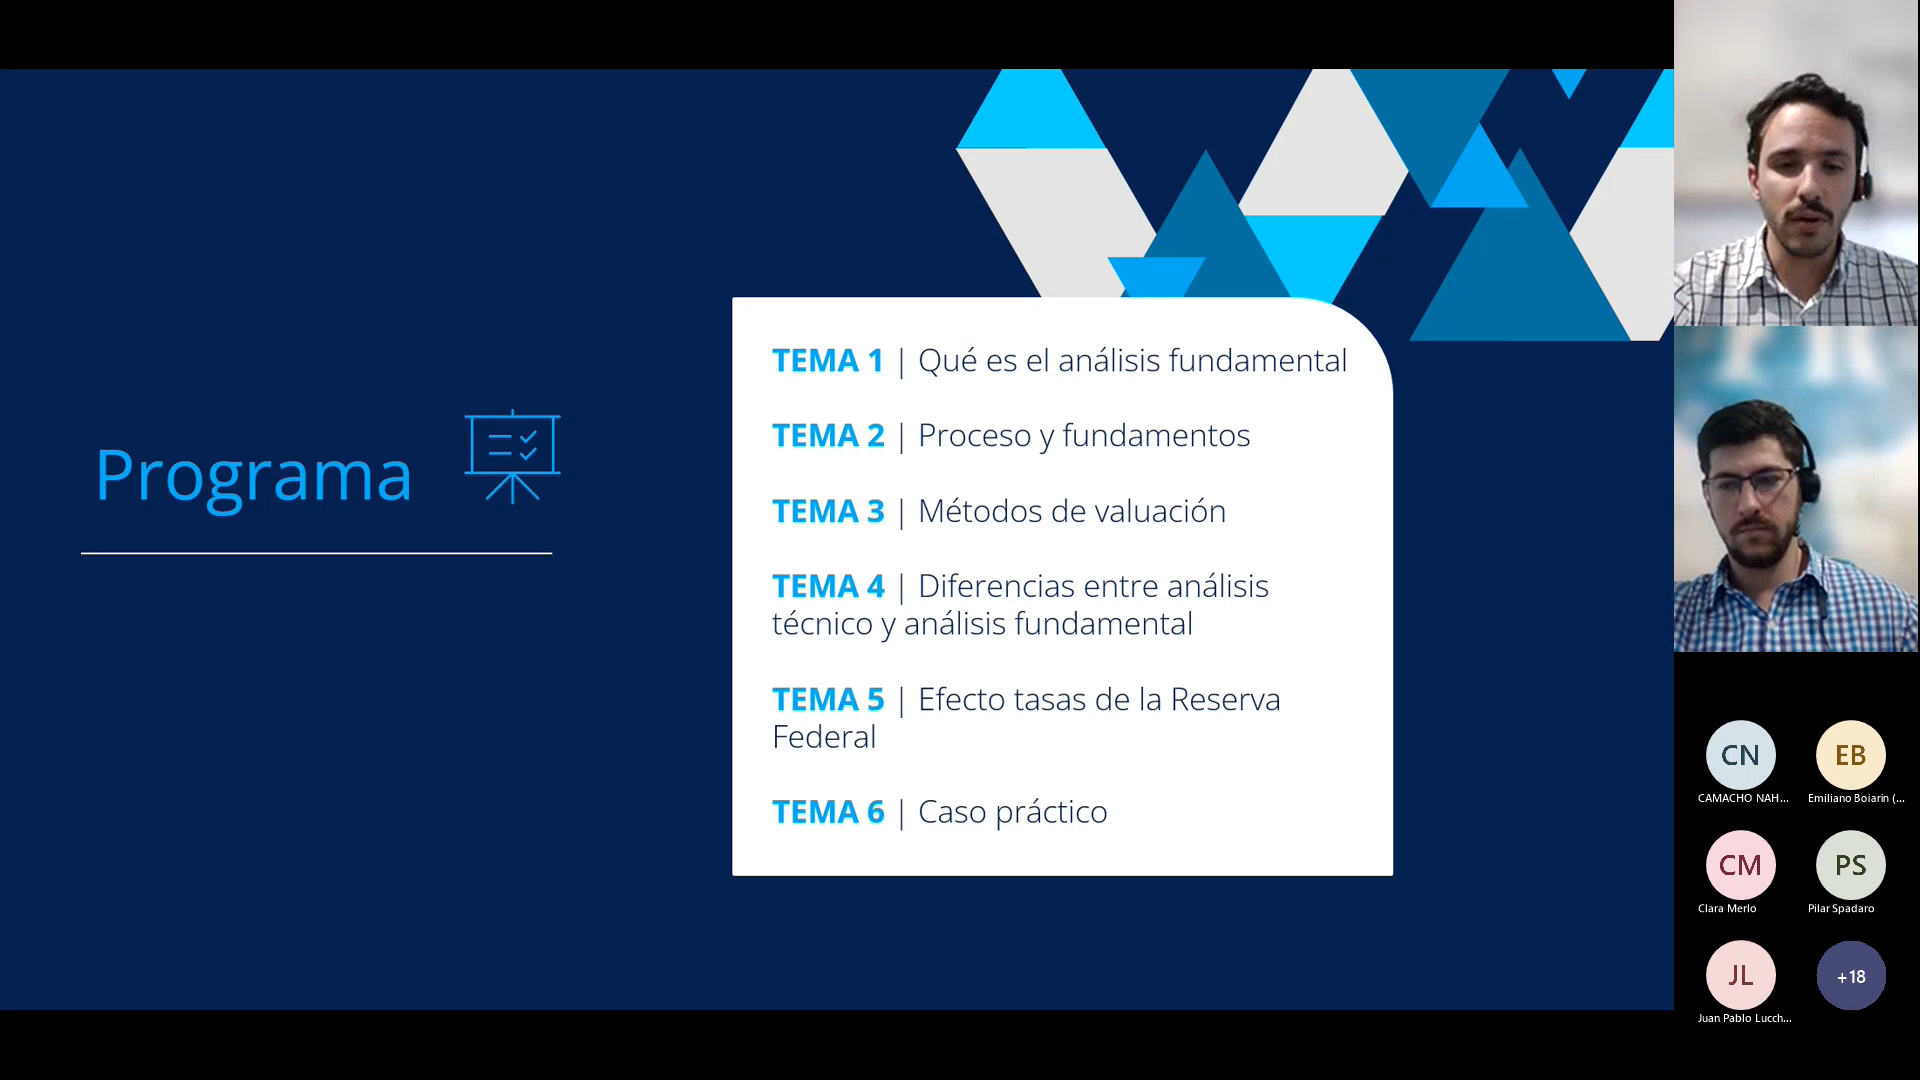 Programa
TEMA 1 | Qué es el análisis fundamental
TEMA 2 | Proceso y fundamentos
TEMA 3 | Métodos de valuación
TEMA 4 | Diferencias entre análisis
técnico y análisis fundamental
TEMA 5 | Efecto tasas de la Reserva
Federal
TEMA 6 | Caso práctico
CN
CAMACHO NAH...
EB
Emiliano Boiarin (...
CM
Clara Merlo
PS
Pilar Spadaro
JL
Juan Pablo Lucch...
+18